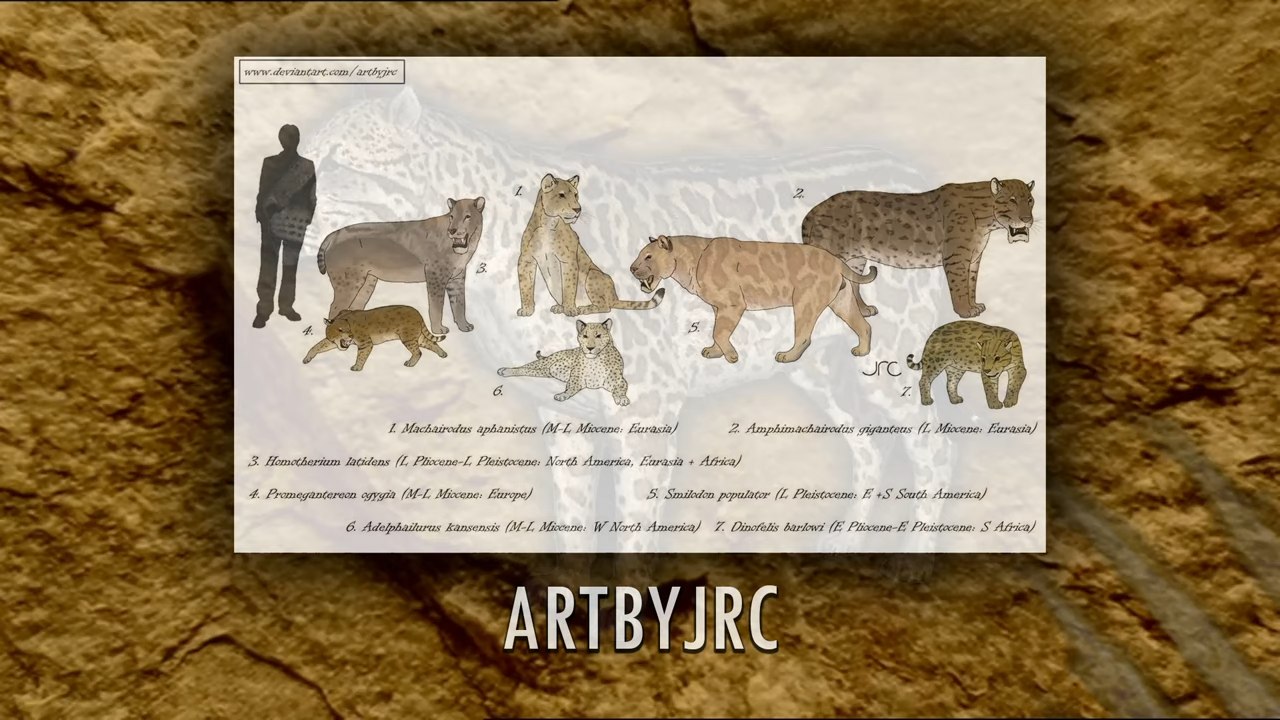 www.deviantart.com/artbyjrc
1.
2.
3.
4.
5.
JRC
6.
7.
1. Machairodus aphanistus (M-L Miocene: Eurasia)
2. Amphimachairodus giganteus (L Miocene: Eurasia)
3. Homotherium latidens (L Pliocene-L Pleistocene: North America, Eurasia + Africa)
4. Promegantereon ogygia (M-L Miocene: Europe)
5. Smilodon populator (L Pleistocene: E +S South America)
6. Adelphailurus kansensis (M-L Miocene: W North America)
7. Dinofelis barlowi (E Pliocene-E Pleistocene: S Africa)
ARTBYJRC